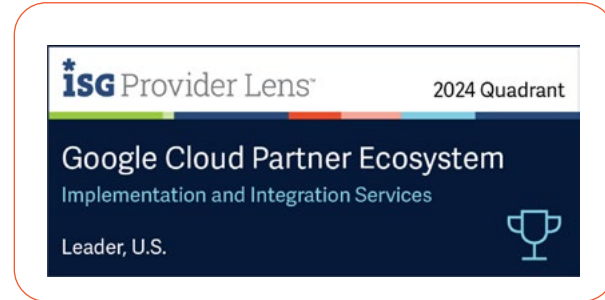 ISG Provider Lens™
2024 Quadrant
Google Cloud Partner Ecosystem
Implementation and Integration Services
Leader, U.S.